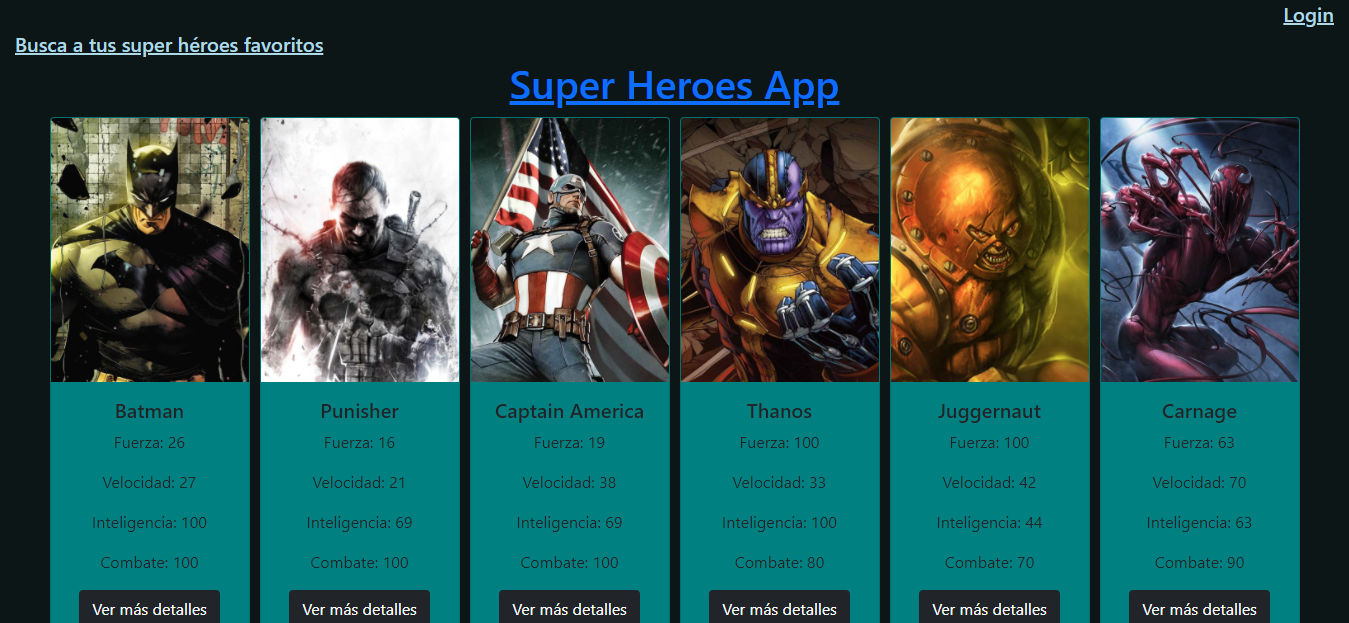 Login
Busca a tus super héroes favoritos
Super Heroes App
Batman
Fuerza: 26
Velocidad: 27
Inteligencia: 100
Combate: 100
Ver más detalles
Punisher
Fuerza: 16
Velocidad: 21
Inteligencia: 69
Combate: 100
Ver más detalles
Captain America
Fuerza: 19
Velocidad: 38
Inteligencia: 69
Combate: 100
Ver más detalles
Thanos
Fuerza: 100
Velocidad: 33
Inteligencia: 100
Combate: 80
Ver más detalles
Juggernaut
Fuerza: 100
Velocidad: 42
Inteligencia: 44
Combate: 70
Ver más detalles
Carnage
Fuerza: 63
Velocidad: 70
Inteligencia: 63
Combate: 90
Ver más detalles